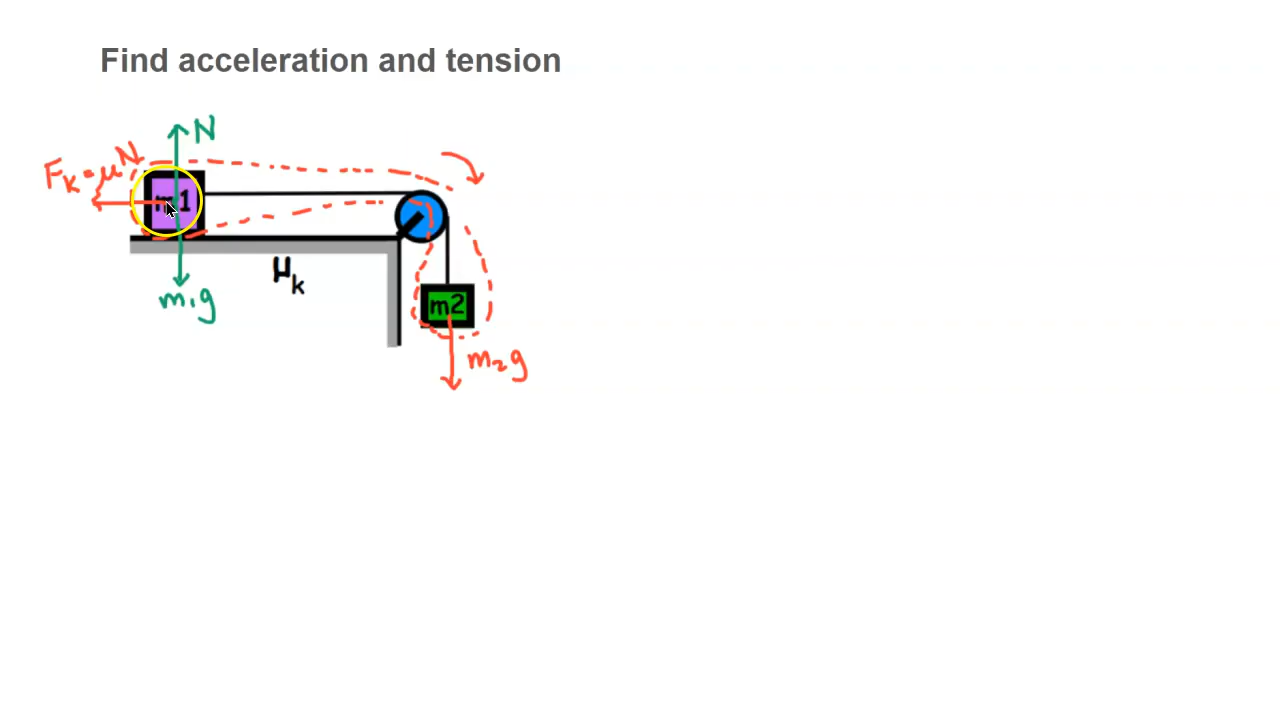 Find acceleration and tension
N
Fₖ = μN
m1
μₖ
m₁g
m2
m₂g